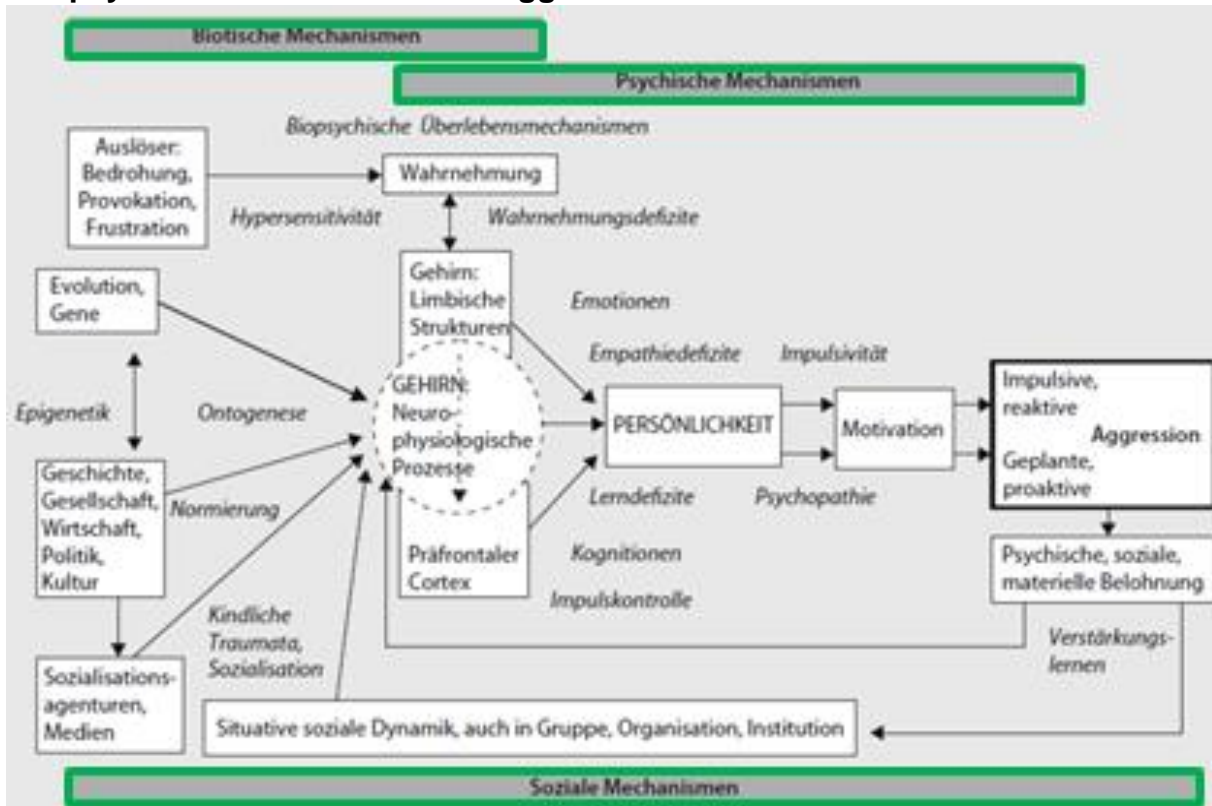 Biotische Mechanismen
Psychische Mechanismen
Biopsychische Überlebensmechanismen
Auslöser:
Bedrohung,
Provokation,
Frustration
Wahrnehmung
Hypersensitivität
Wahrnehmungsdefizite
Gehirn:
Limbische
Strukturen
Evolution,
Gene
Emotionen
Empathiedefizite
Impulsivität
Epigenetik
Ontogenese
GEHIRN:
Neuro-
physiologische
Prozesse
PERSÖNLICHKEIT
Motivation
Impulsive,
reaktive
Aggression
Geplante,
proaktive
Geschichte,
Gesellschaft,
Wirtschaft,
Politik,
Kultur
Normierung
Lerndefizite
Psychopathie
Präfrontaler
Cortex
Kognitionen
Impulskontrolle
Psychische, soziale,
materielle Belohnung
Kindliche
Traumata,
Sozialisation
Verstärkungs-
lernen
Sozialisations-
agenturen,
Medien
Situative soziale Dynamik, auch in Gruppe, Organisation, Institution
Soziale Mechanismen